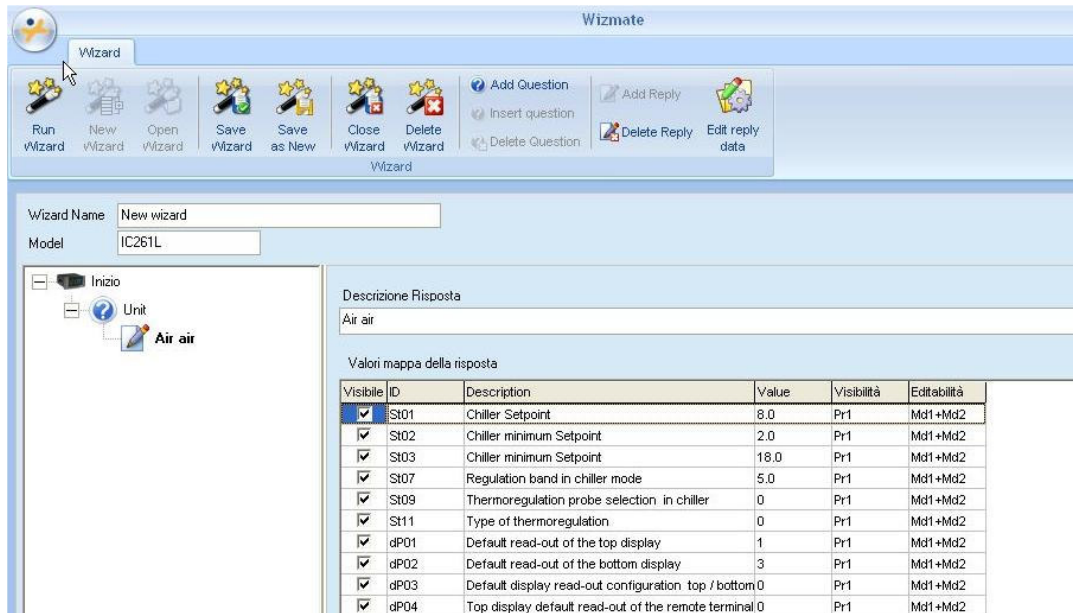 Wizmate
Wizard
Run Wizard
New Wizard
Open Wizard
Save Wizard
Save as New
Close Wizard
Delete Wizard
Add Question
Insert question
Delete Question
Add Reply
Delete Reply
Edit reply data
Wizard
Wizard Name New wizard
Model IC261L
Inizio
Unit
Air air
Descrizione Risposta
Air air
Valori mappa della risposta
Visibile ID Description Value Visibilità Editabilità
St01 Chiller Setpoint 8.0 Pr1 Md1+Md2
St02 Chiller minimum Setpoint 2.0 Pr1 Md1+Md2
St03 Chiller minimum Setpoint 18.0 Pr1 Md1+Md2
St07 Regulation band in chiller mode 5.0 Pr1 Md1+Md2
St09 Thermoregulation probe selection in chiller 0 Pr1 Md1+Md2
St11 Type of thermoregulation 0 Pr1 Md1+Md2
dP01 Default read-out of the top display 1 Pr1 Md1+Md2
dP02 Default read-out of the bottom display 3 Pr1 Md1+Md2
dP03 Default display read-out configuration top / bottom 0 Pr1 Md1+Md2
dP04 Top display default read-out of the remote terminal 0 Pr1 Md1+Md2